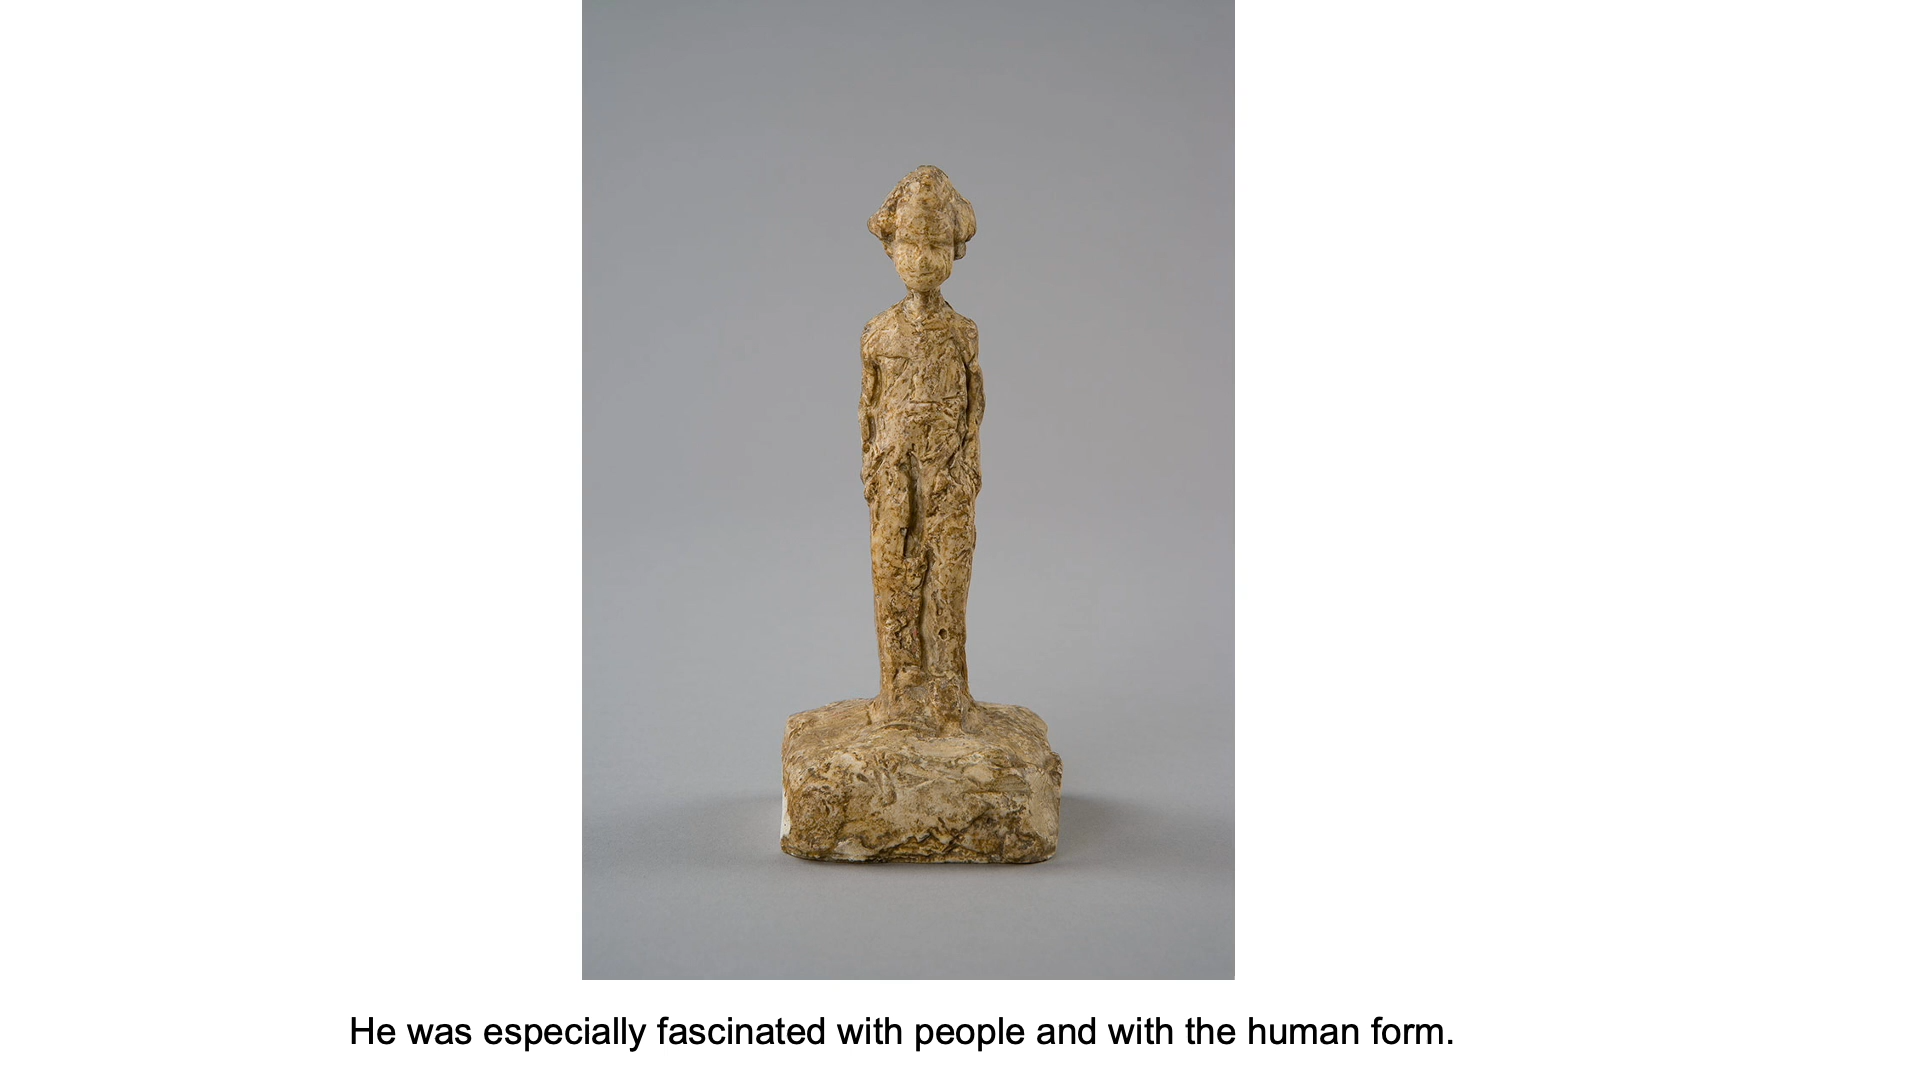 He was especially fascinated with people and with the human form.